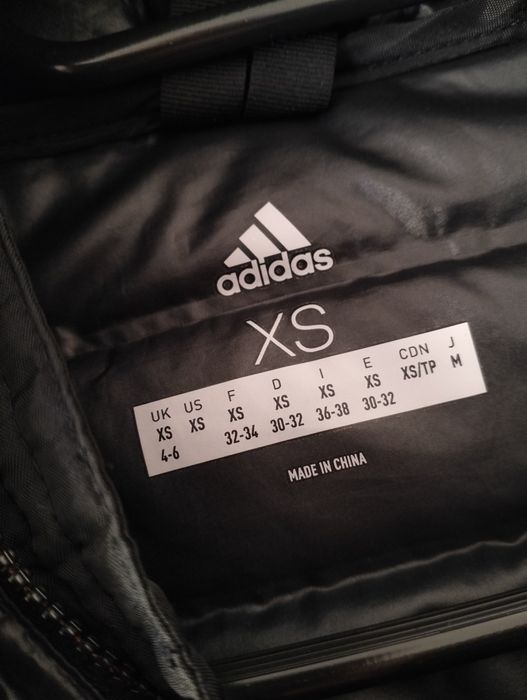 adidas
XS
UK US F D I E CDN J
XS XS XS XS XS XS XS/TP M
4-6 32-34 30-32 36-38 30-32
MADE IN CHINA